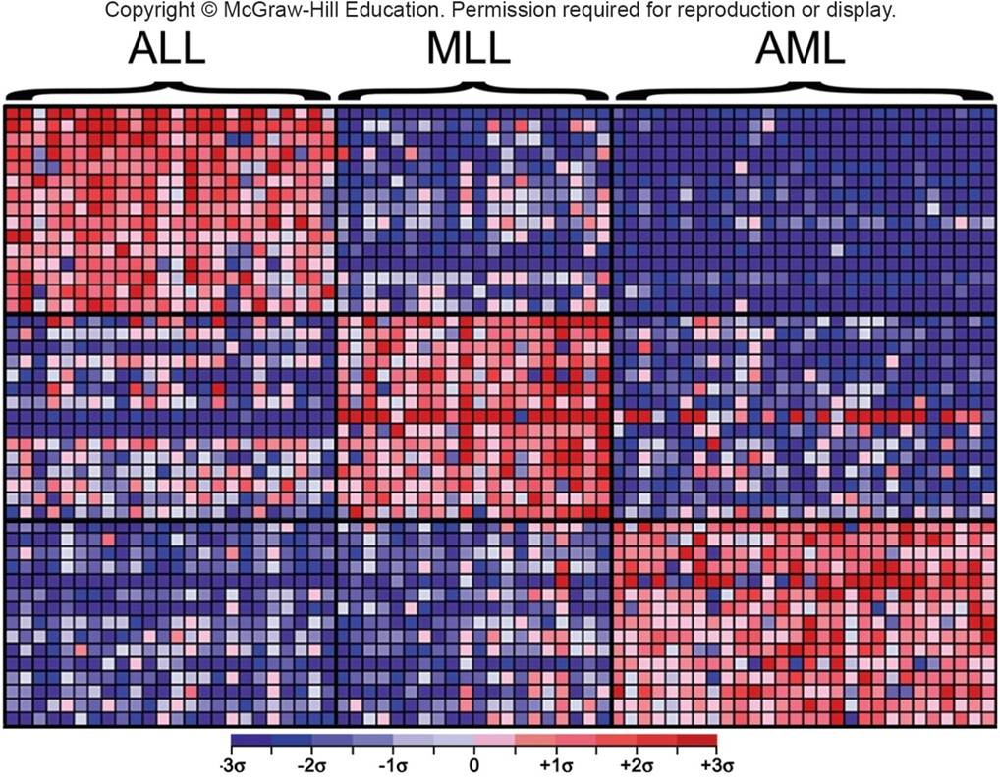 Copyright © McGraw-Hill Education. Permission required for reproduction or display.
ALL MLL AML
-3σ -2σ -1σ 0 +1σ +2σ +3σ